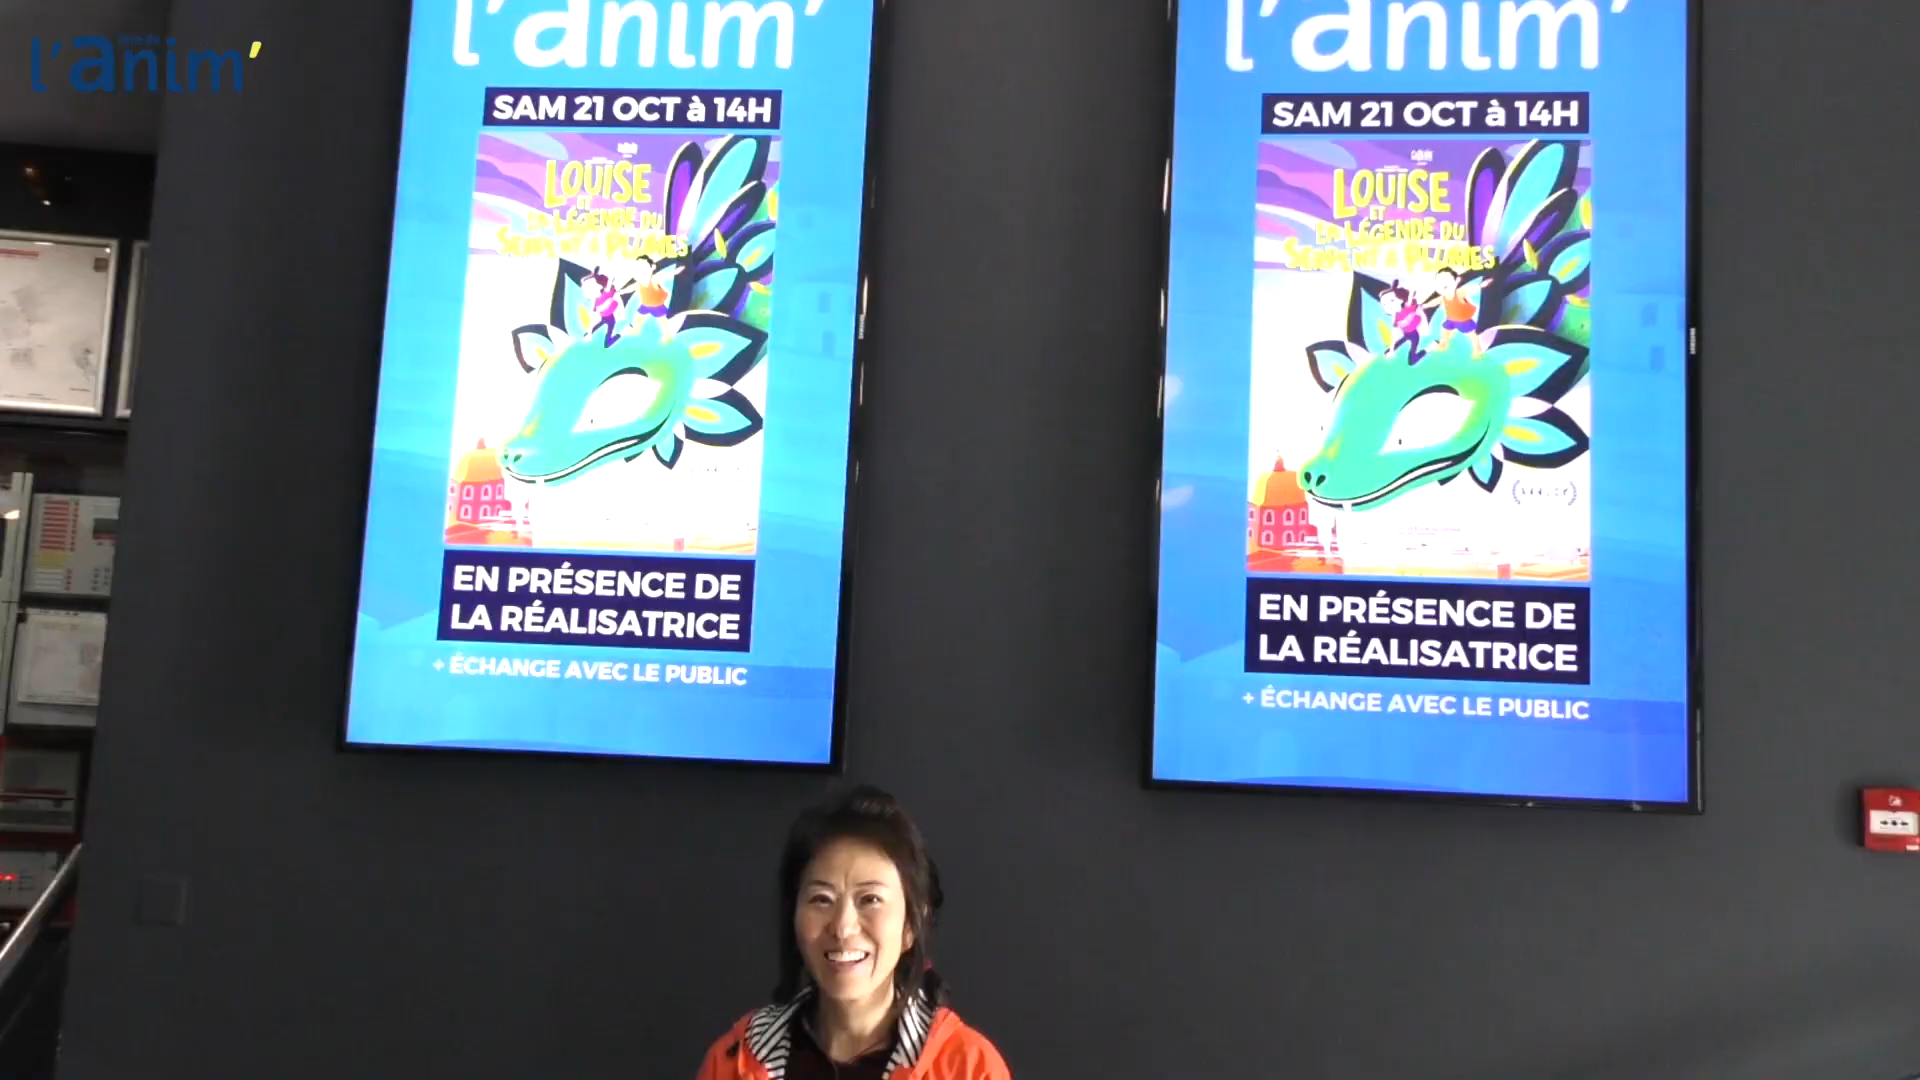 l'anim'
l'anim'
SAM 21 OCT à 14H
LOUISE
ET
LA LÉGENDE DU
SERPENT À PLUMES
EN PRÉSENCE DE
LA RÉALISATRICE
+ ÉCHANGE AVEC LE PUBLIC
l'anim'
SAM 21 OCT à 14H
LOUISE
ET
LA LÉGENDE DU
SERPENT À PLUMES
EN PRÉSENCE DE
LA RÉALISATRICE
+ ÉCHANGE AVEC LE PUBLIC